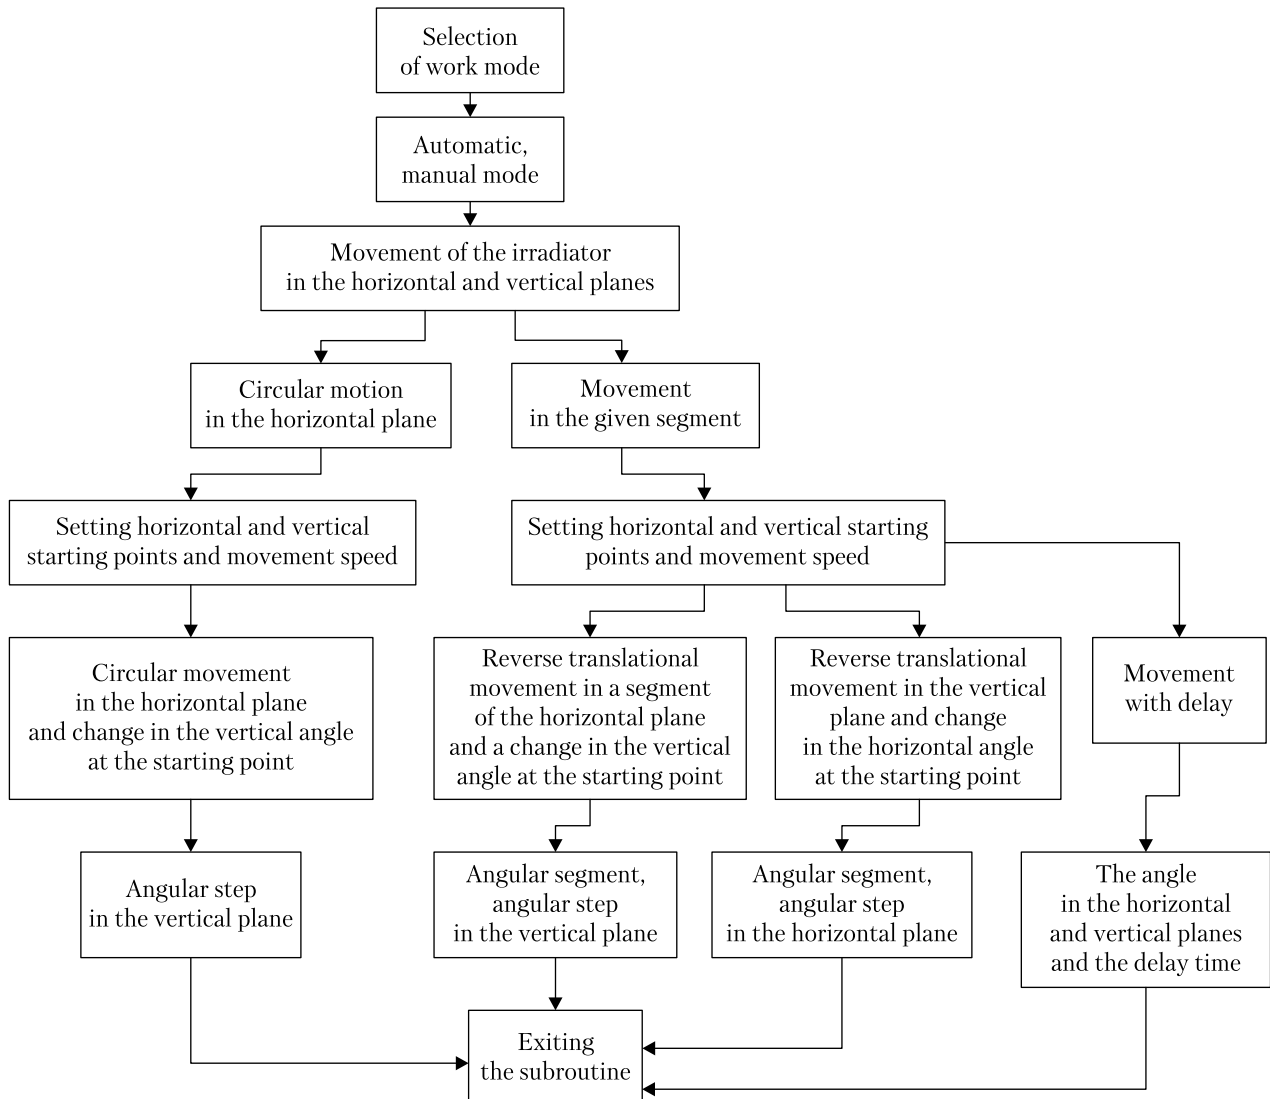 Selection
of work mode
Automatic,
manual mode
Movement of the irradiator
in the horizontal and vertical planes
Circular motion
in the horizontal plane
Movement
in the given segment
Setting horizontal and vertical
starting points and movement speed
Setting horizontal and vertical starting
points and movement speed
Circular movement
in the horizontal plane
and change in the vertical angle
at the starting point
Reverse translational
movement in a segment
of the horizontal plane
and a change in the vertical
angle at the starting point
Reverse translational
movement in the vertical
plane and change
in the horizontal angle
at the starting point
Movement
with delay
Angular step
in the vertical plane
Angular segment,
angular step
in the vertical plane
Angular segment,
angular step
in the horizontal plane
The angle
in the horizontal
and vertical planes
and the delay time
Exiting
the subroutine